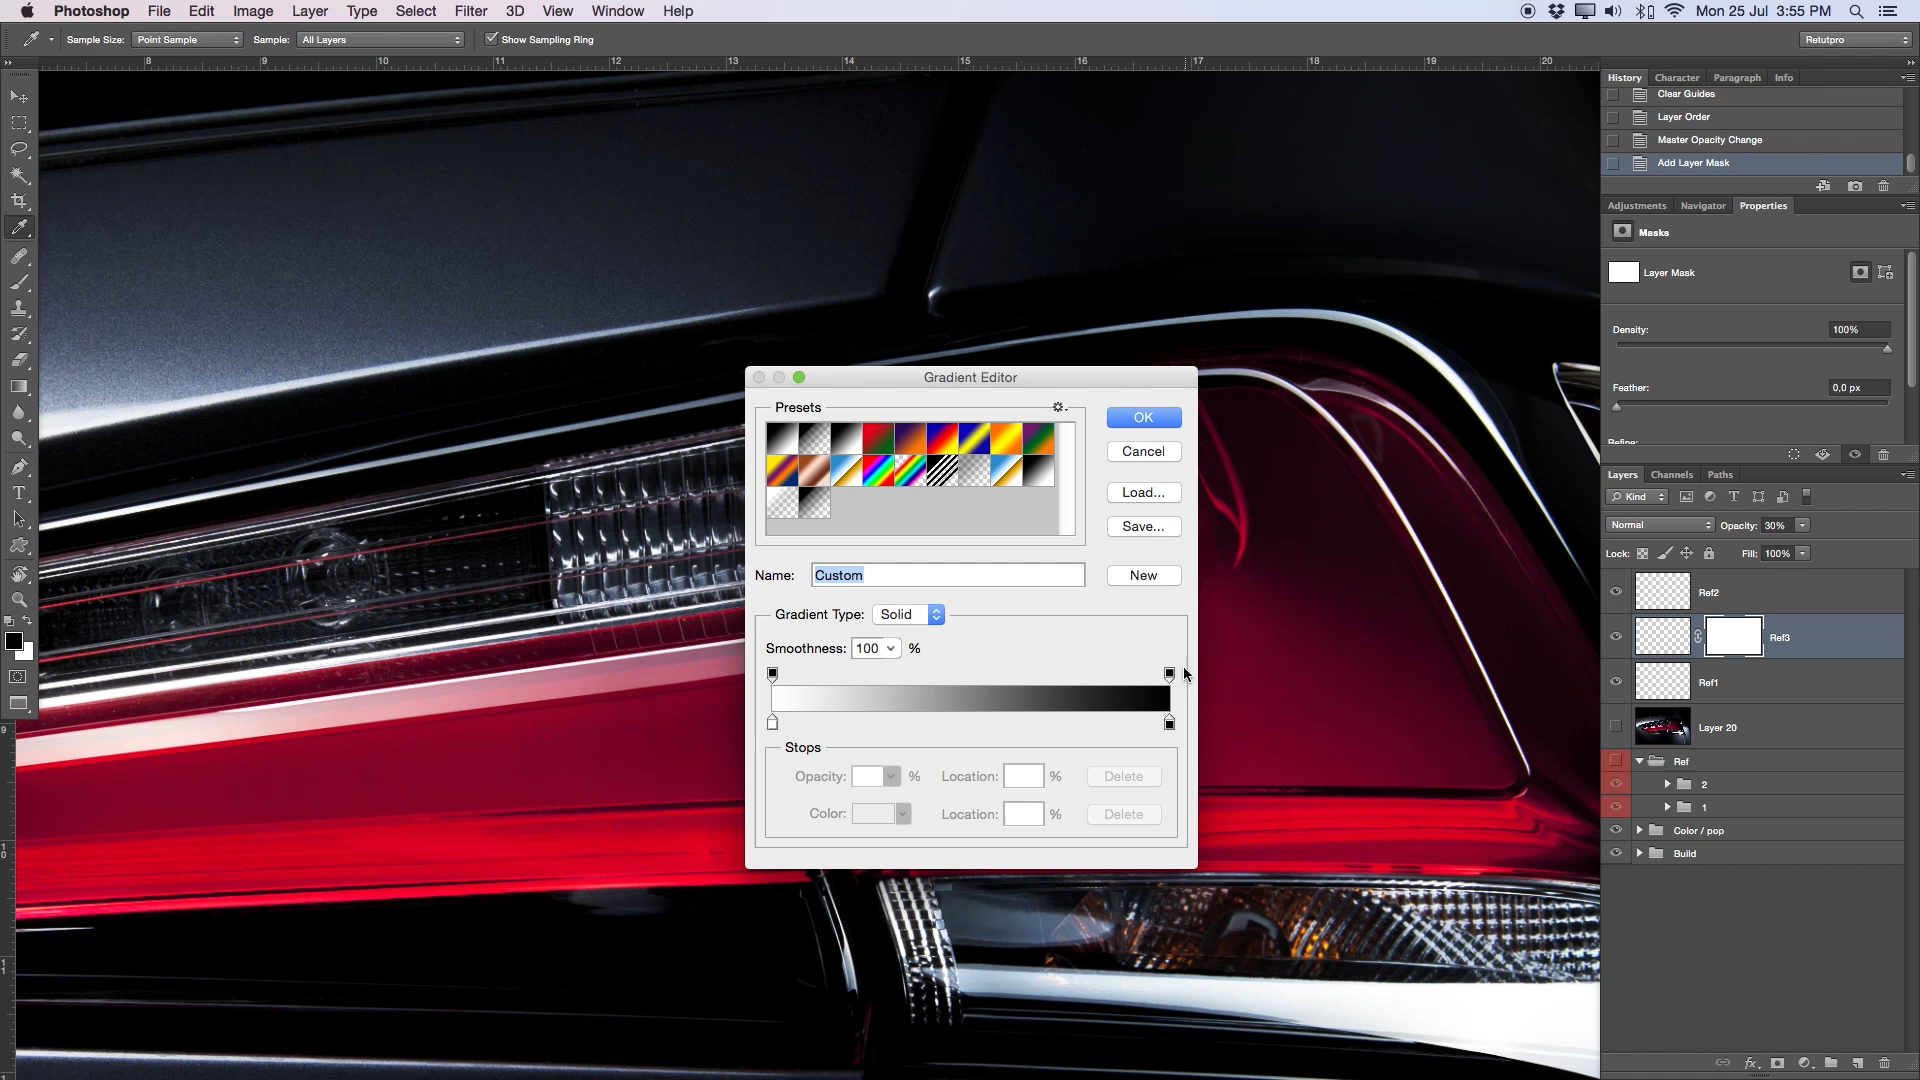 Photoshop File Edit Image Layer Type Select Filter 3D View Window Help Mon 25 Jul 3:55 PM
Sample Size: Point Sample Sample: All Layers Show Sampling Ring Retutpro
8 9 10 11 12 13 14 15 16 17 18 19 20
History Character Paragraph Info
Clear Guides
Layer Order
Master Opacity Change
Add Layer Mask
Adjustments Navigator Properties
Masks
Layer Mask
Density: 100%
Feather: 0,0 px
Refine:
Gradient Editor
Presets
OK
Cancel
Load...
Save...
Name: Custom
New
Gradient Type: Solid
Smoothness: 100 %
Stops
Opacity: % Location: % Delete
Color: Location: % Delete
Layers Channels Paths
Kind
Normal Opacity: 30%
Lock: Fill: 100%
Ref2
Ref3
Ref1
Layer 20
Ref
2
1
Color / pop
Build
9
10
11